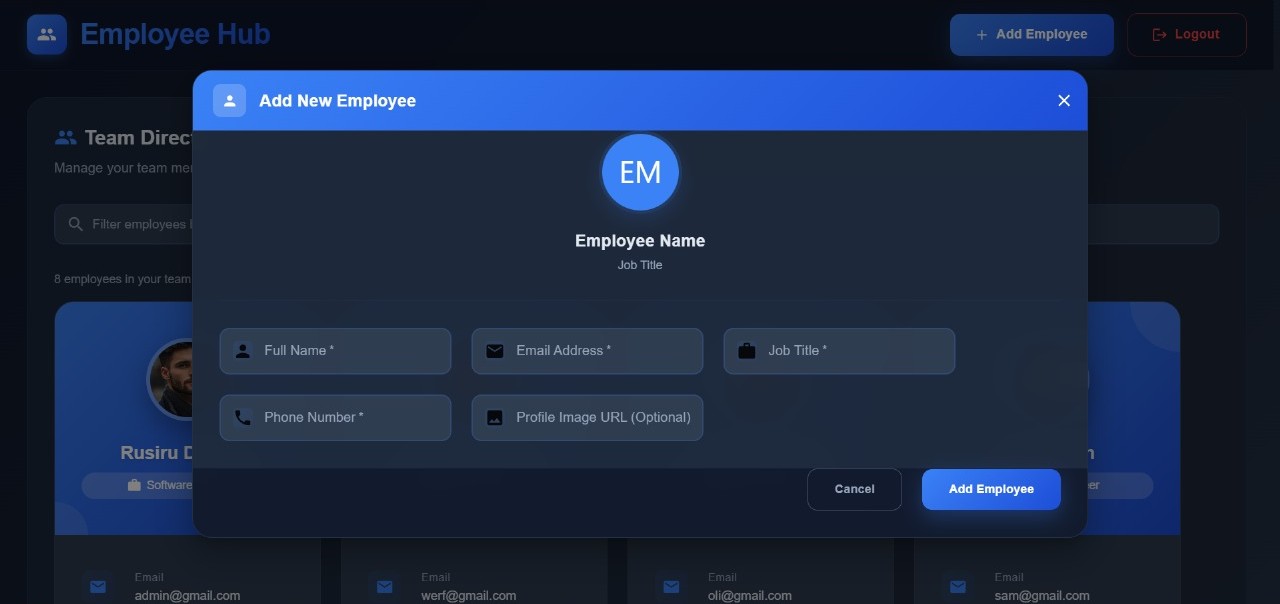 Employee Hub
Add Employee
Logout
Add New Employee
Team Direc
Manage your team me
EM
Filter employees
Employee Name
Job Title
8 employees in your team
Full Name *
Email Address *
Job Title *
Phone Number *
Profile Image URL (Optional)
Rusiru D
Software
Cancel
Add Employee
Email
admin@gmail.com
Email
werf@gmail.com
Email
oli@gmail.com
Email
sam@gmail.com